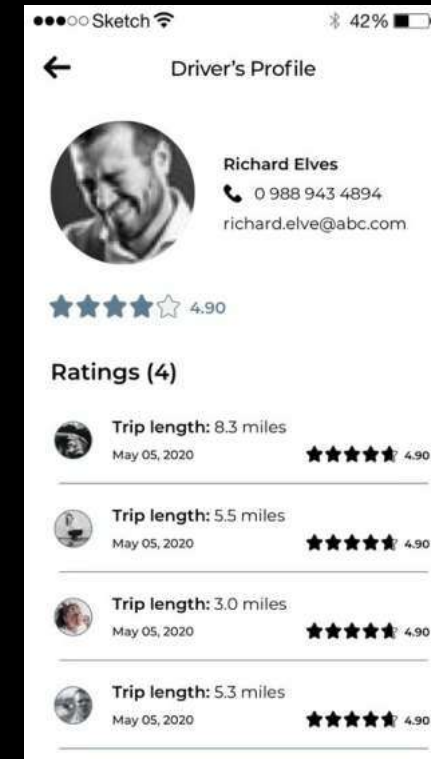 Sketch 42%
Driver's Profile
Richard Elves
0 988 943 4894
richard.elve@abc.com
4.90
Ratings (4)
Trip length: 8.3 miles
May 05, 2020 4.90
Trip length: 5.5 miles
May 05, 2020 4.90
Trip length: 3.0 miles
May 05, 2020 4.90
Trip length: 5.3 miles
May 05, 2020 4.90